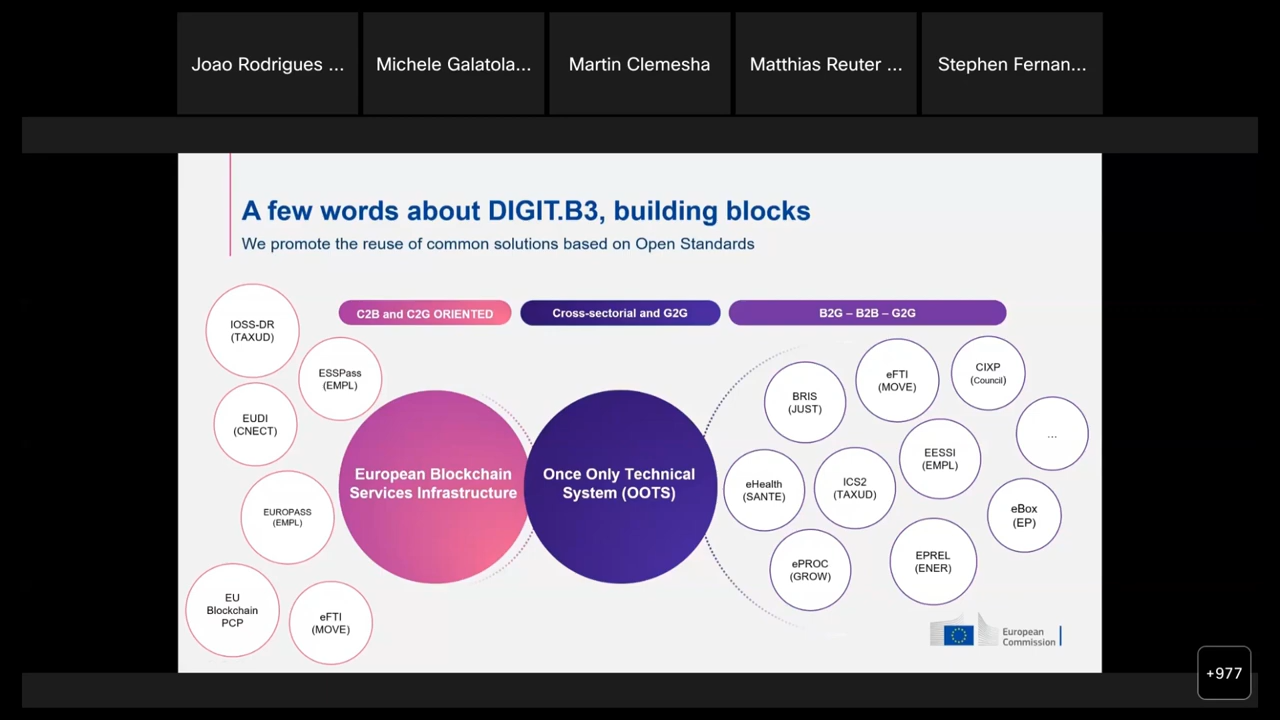 Joao Rodrigues ...
Michele Galatola...
Martin Clemesha
Matthias Reuter ...
Stephen Fernan...
A few words about DIGIT.B3, building blocks
We promote the reuse of common solutions based on Open Standards
C2B and C2G ORIENTED
Cross-sectorial and G2G
B2G – B2B – G2G
IOSS-DR
(TAXUD)
ESSPass
(EMPL)
EUDI
(CNECT)
EUROPASS
(EMPL)
EU
Blockchain
PCP
eFTI
(MOVE)
European Blockchain
Services Infrastructure
Once Only Technical
System (OOTS)
BRIS
(JUST)
eFTI
(MOVE)
CIXP
(Council)
...
eHealth
(SANTE)
ICS2
(TAXUD)
EESSI
(EMPL)
eBox
(EP)
ePROC
(GROW)
EPREL
(ENER)
European
Commission
+977